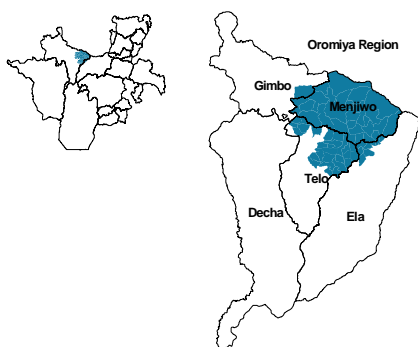 Oromiya Region
Gimbo
Menjiwo
Telo
Decha
Ela